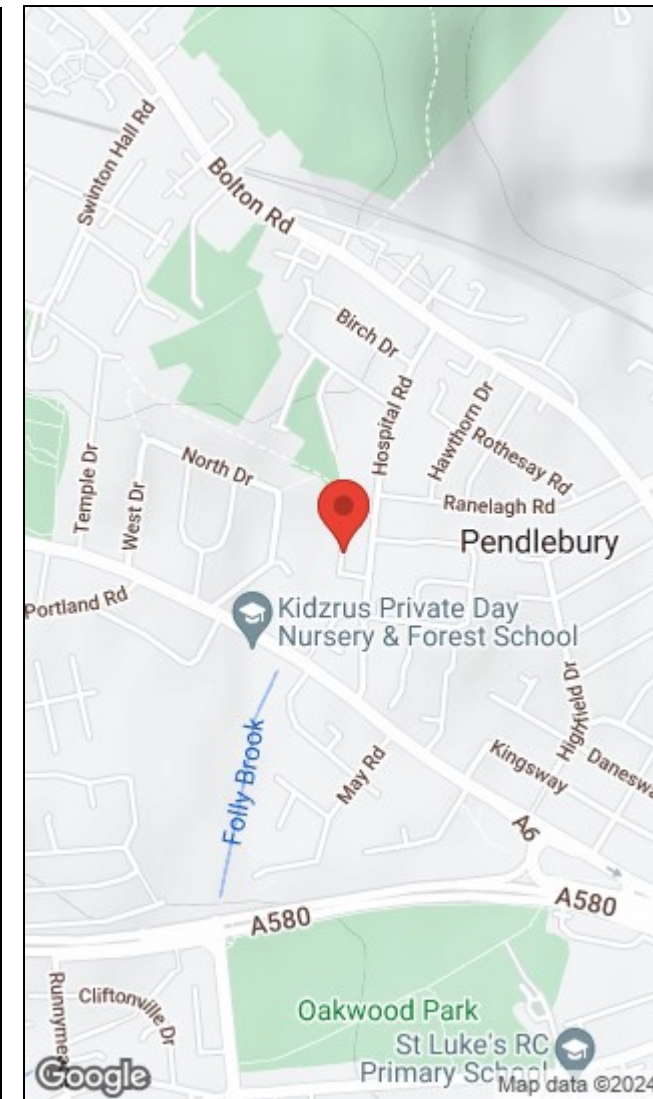 Swinton Hall Rd
Bolton Rd
Birch Dr
Hospital Rd
Hawthorn Dr
Rothesay Rd
Temple Dr
West Dr
North Dr
Ranelagh Rd
Pendlebury
Portland Rd
Kidzrus Private Day
Nursery & Forest School
Highfield Dr
Folly Brook
May Rd
Kingsway
Daneswa
A6
A580
A580
Runnymea
Cliftonville Dr
Oakwood Park
St Luke's RC
Primary School
Google
Map data ©2024